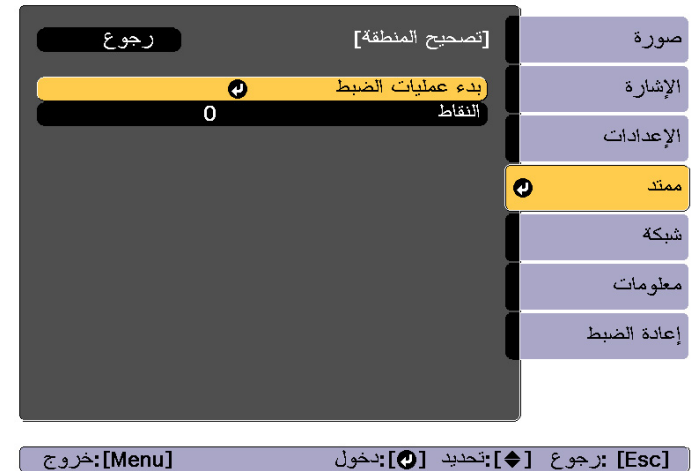 [تصحيح المنطقة] رجوع
بدء عمليات الضبط
النقاط 0
صورة
الإشارة
الإعدادات
ممتد
شبكة
معلومات
إعادة الضبط
[Esc] :رجوع [◆]:تحديد [↵]:دخول [Menu]:خروج